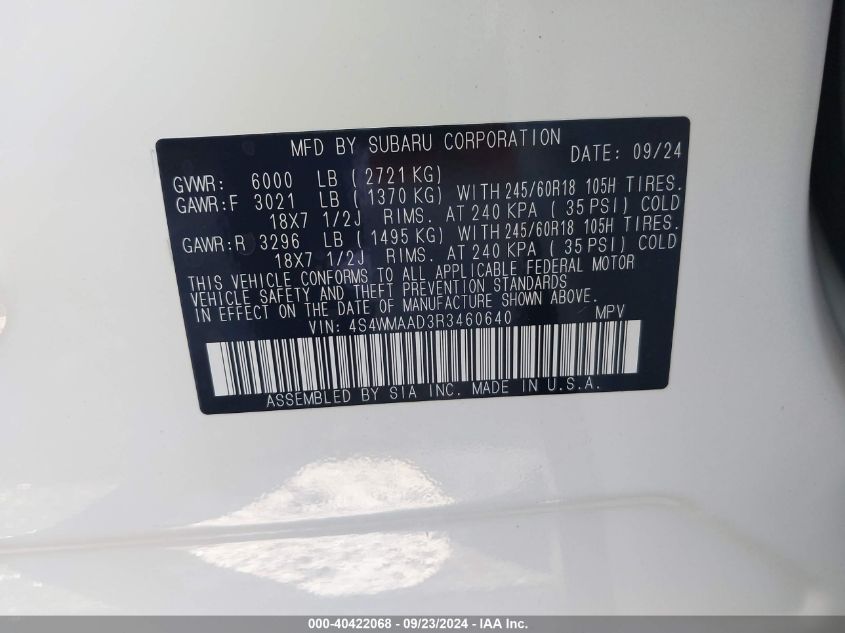 MFD BY SUBARU CORPORATION
DATE: 09/24
GVWR: 6000 LB ( 2721 KG)
GAWR:F 3021 LB ( 1370 KG) WITH 245/60R18 105H TIRES.
18X7 1/2J RIMS. AT 240 KPA ( 35 PSI) COLD
GAWR:R 3296 LB ( 1495 KG) WITH 245/60R18 105H TIRES.
18X7 1/2J RIMS. AT 240 KPA ( 35 PSI) COLD
THIS VEHICLE CONFORMS TO ALL APPLICABLE FEDERAL MOTOR
VEHICLE SAFETY AND THEFT PREVENTION STANDARDS
IN EFFECT ON THE DATE OF MANUFACTURE SHOWN ABOVE.
VIN: 4S4WMAAD3R3460640 MPV
ASSEMBLED BY SIA INC. MADE IN U.S.A.
000-40422068 - 09/23/2024 - IAA Inc.